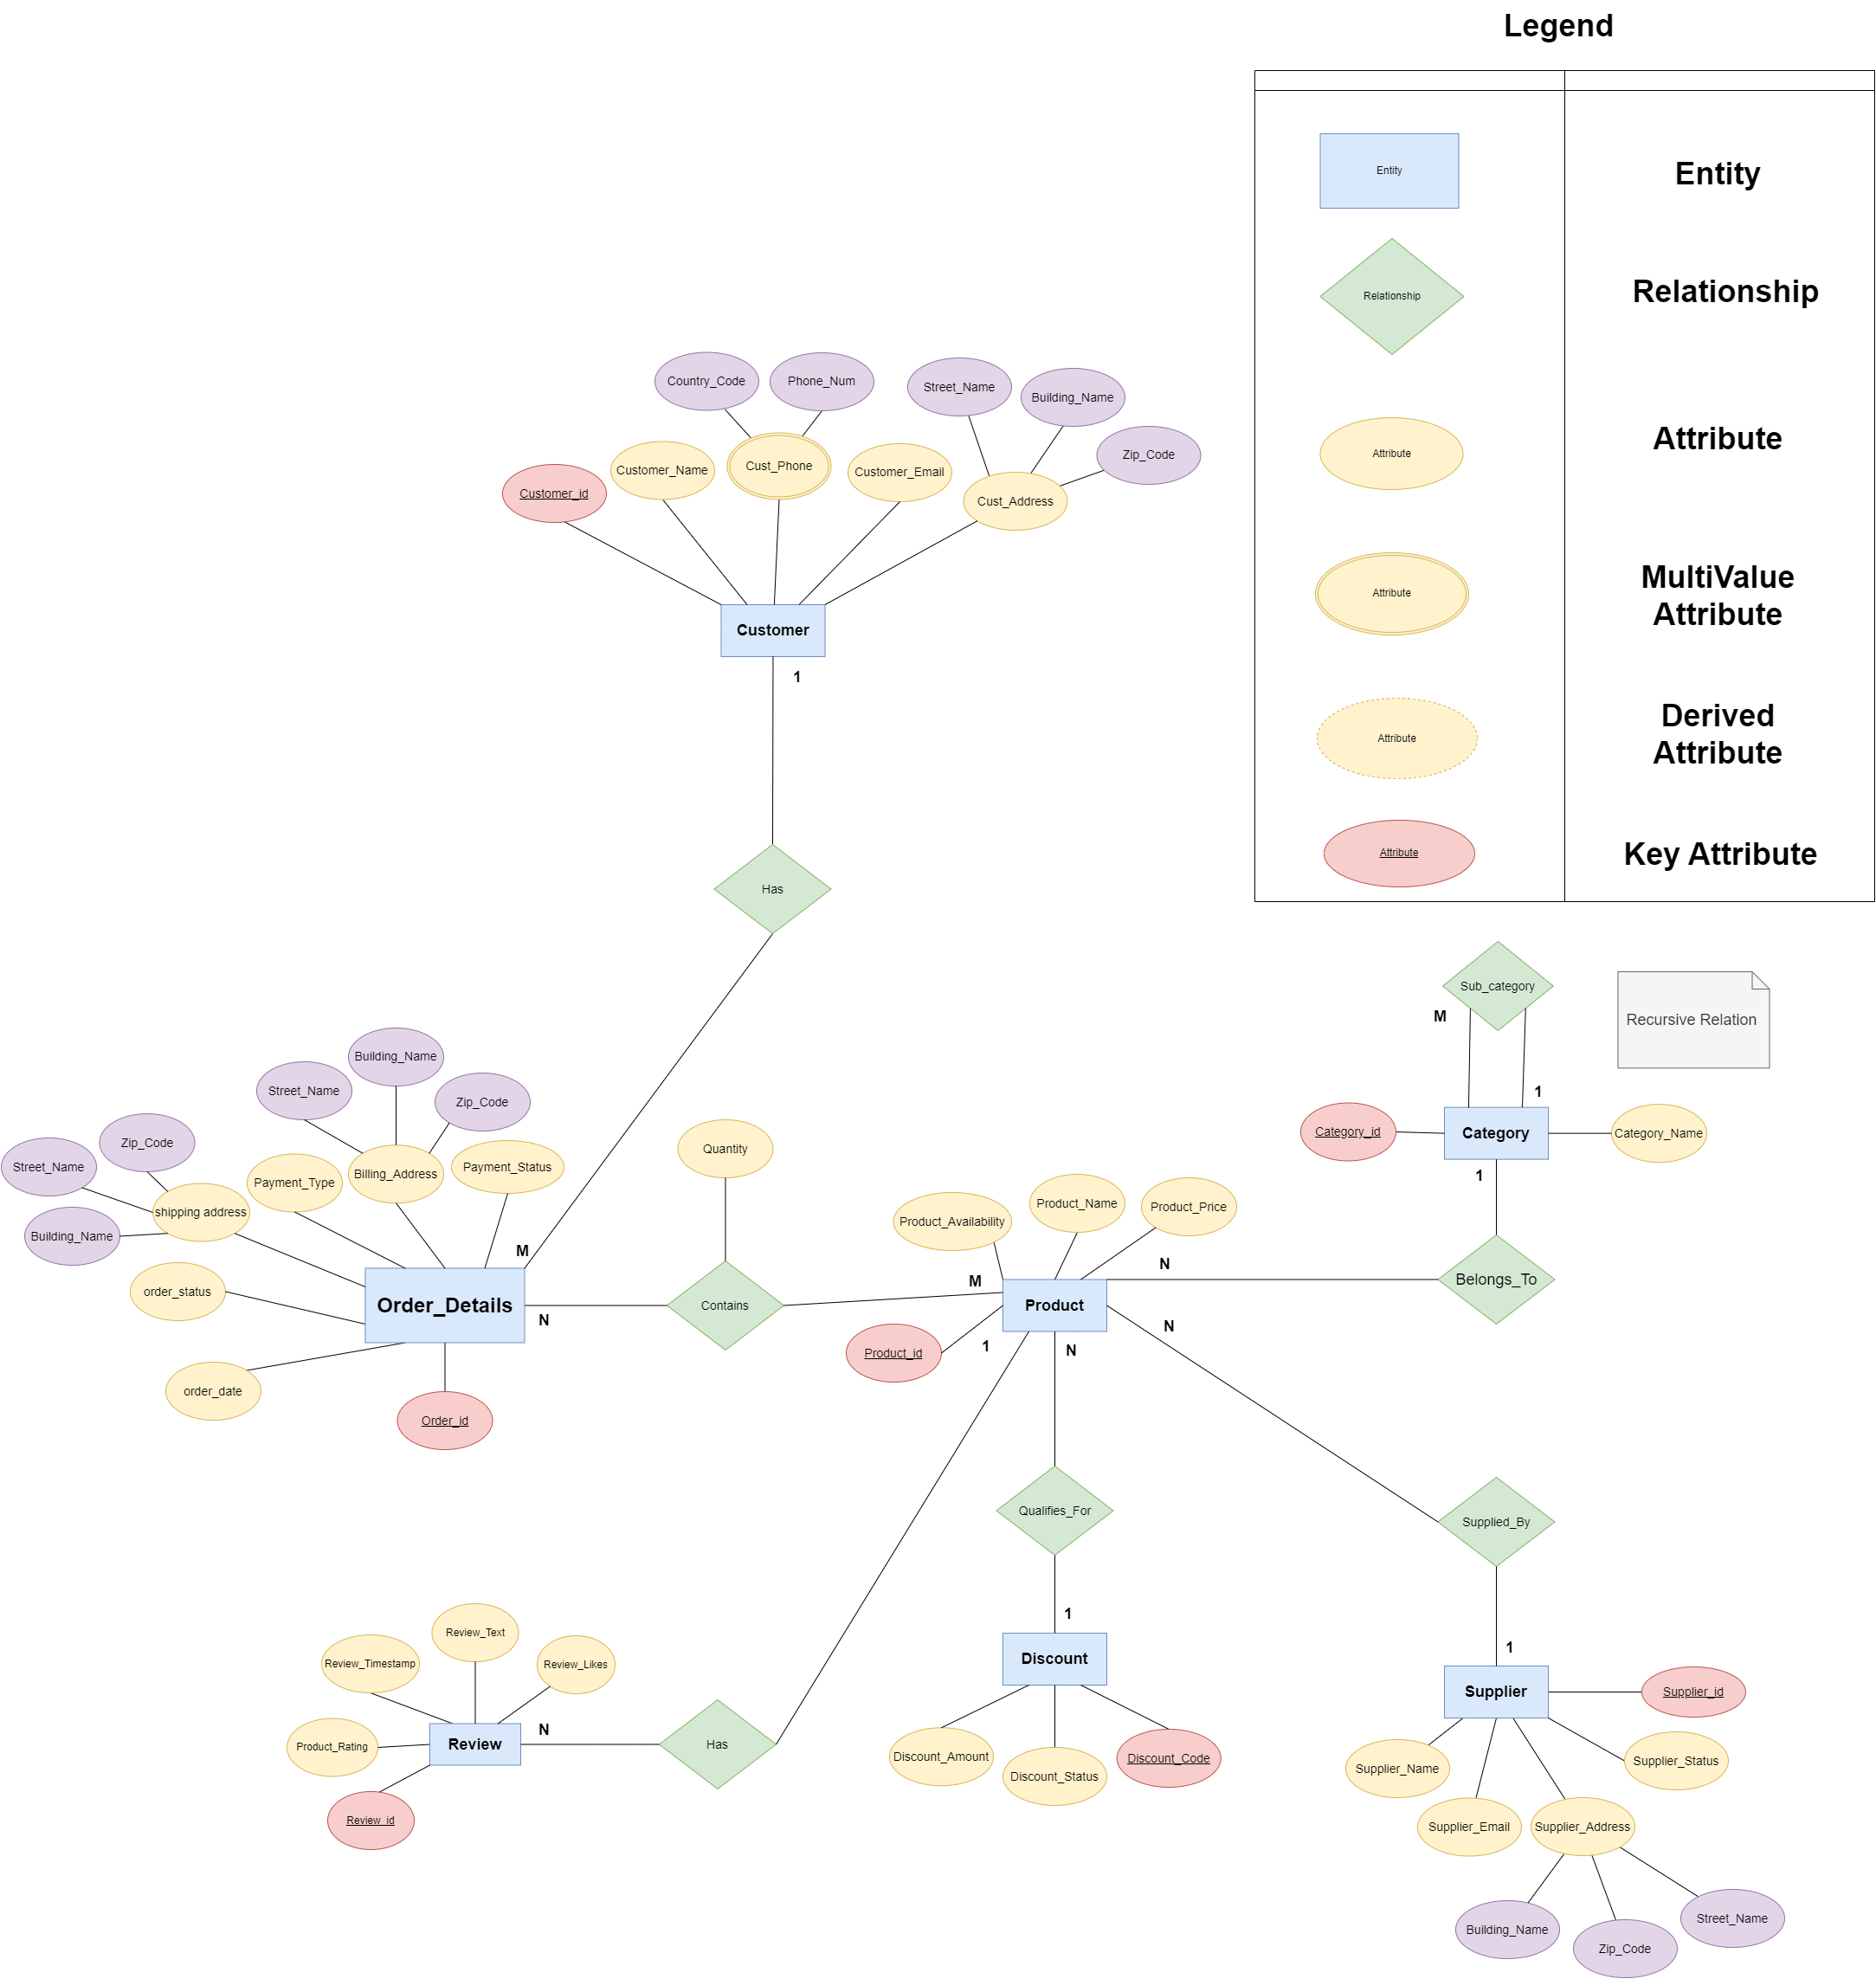 Legend
Entity
Entity
Relationship
Relationship
Attribute
Attribute
Attribute
MultiValue
Attribute
Attribute
Derived
Attribute
Attribute
Key Attribute
Country_Code
Phone_Num
Street_Name
Building_Name
Zip_Code
Customer_id
Customer_Name
Cust_Phone
Customer_Email
Cust_Address
Customer
1
Has
Sub_category
M
Recursive Relation
1
Category_id
Category
Category_Name
1
Building_Name
Street_Name
Zip_Code
Zip_Code
Street_Name
Building_Name
shipping address
Payment_Type
Billing_Address
Payment_Status
Quantity
order_status
order_date
Order_id
M
Order_Details
N
Contains
Product_Availability
Product_Name
Product_Price
M
Product
N
Belongs_To
Product_id
1
N
N
Qualifies_For
Supplied_By
1
1
Review_Timestamp
Review_Text
Review_Likes
Product_Rating
Review
N
Has
Review_id
Discount
Discount_Amount
Discount_Status
Discount_Code
Supplier
Supplier_id
Supplier_Name
Supplier_Status
Supplier_Email
Supplier_Address
Building_Name
Zip_Code
Street_Name